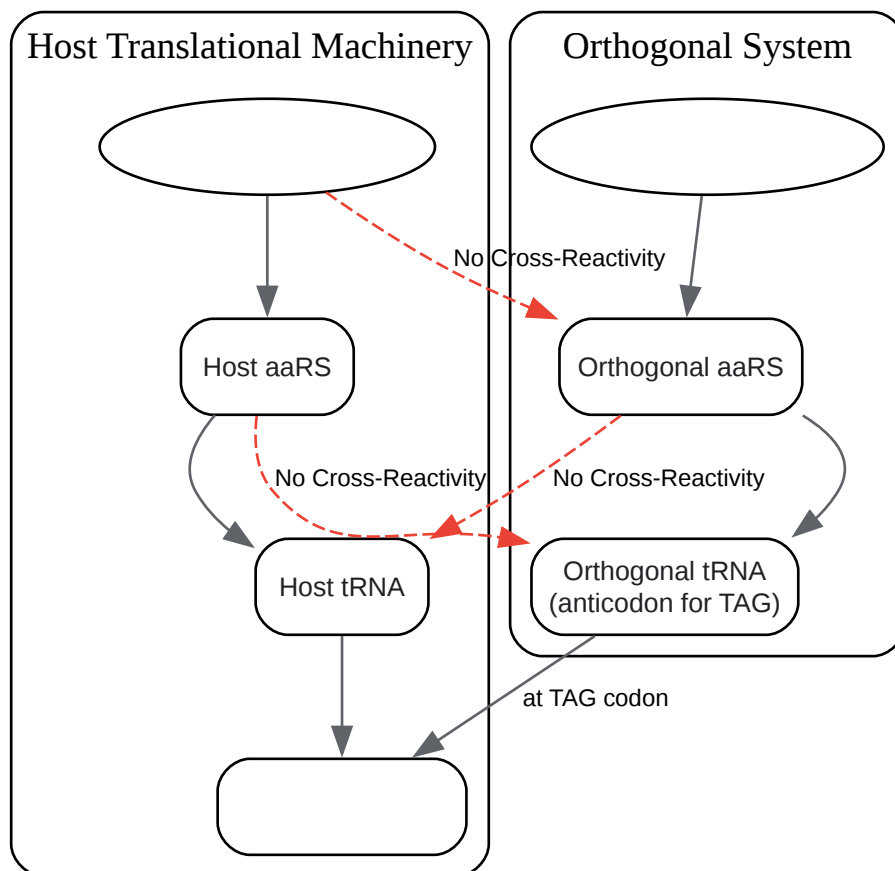 Host Translational Machinery
Orthogonal System
No Cross-Reactivity
Host aaRS
Orthogonal aaRS
No Cross-Reactivity
No Cross-Reactivity
Host tRNA
Orthogonal tRNA
(anticodon for TAG)
at TAG codon